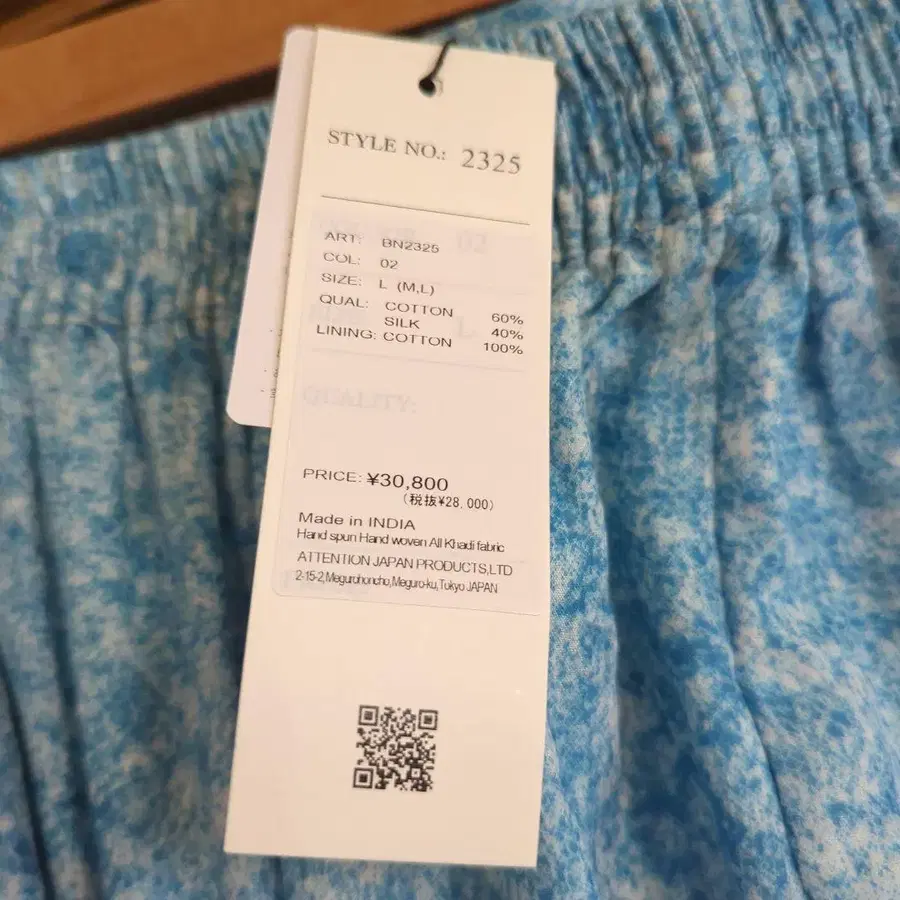 STYLE NO.: 2325
ART: BN2325
COL: 02
SIZE: L (M,L)
QUAL: COTTON 60%
SILK 40%
LINING: COTTON 100%
QUALITY:
PRICE: ¥30,800
(税抜¥28,000)
Made in INDIA
Hand spun Hand woven All Khadi fabric
ATTENTION JAPAN PRODUCTS,LTD
2-15-2,Megurohoncho,Meguro-ku,Tokyo JAPAN